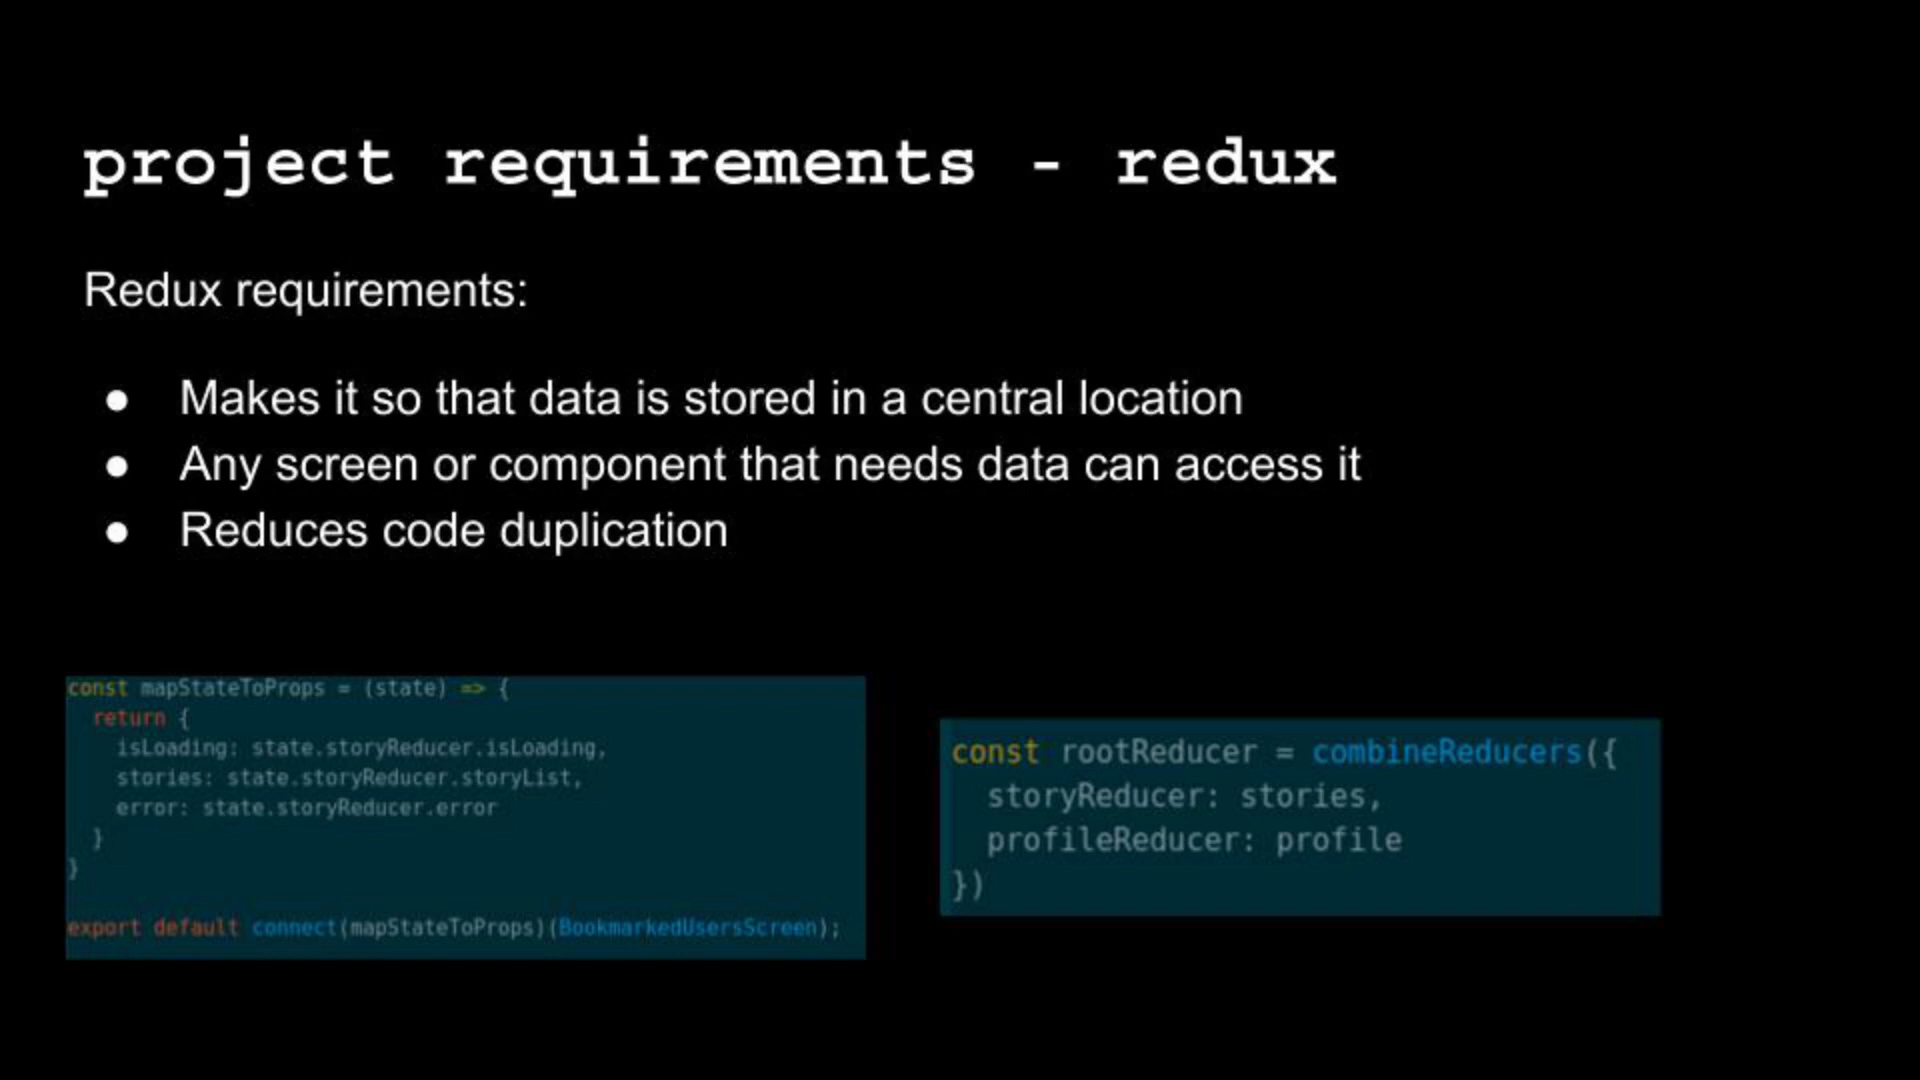 project requirements - redux
Redux requirements:
● Makes it so that data is stored in a central location
● Any screen or component that needs data can access it
● Reduces code duplication
const mapStateToProps = (state) => {
  return {
    isLoading: state.storyReducer.isLoading,
    stories: state.storyReducer.storyList,
    error: state.storyReducer.error
  }
}
export default connect(mapStateToProps)(BookmarkedUsersScreen);
const rootReducer = combineReducers({
  storyReducer: stories,
  profileReducer: profile
})